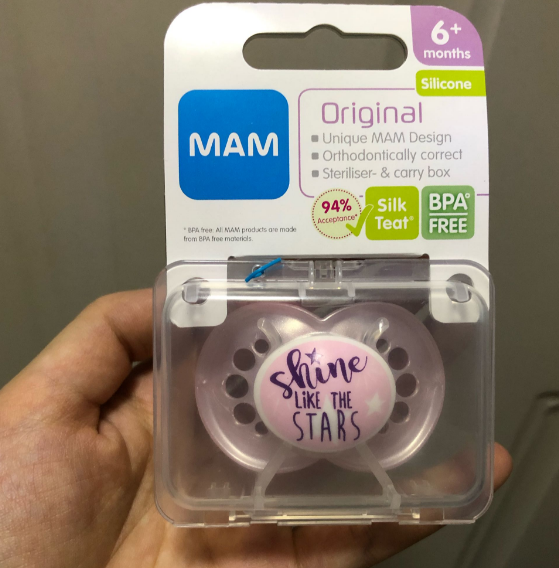 6+
months
Silicone
MAM
Original
Unique MAM Design
Orthodontically correct
Steriliser- & carry box
94%
Acceptance*
Silk
Teat®
BPA°
FREE
° BPA free. All MAM products are made
from BPA free materials.
shine
LiKE THE
STARS